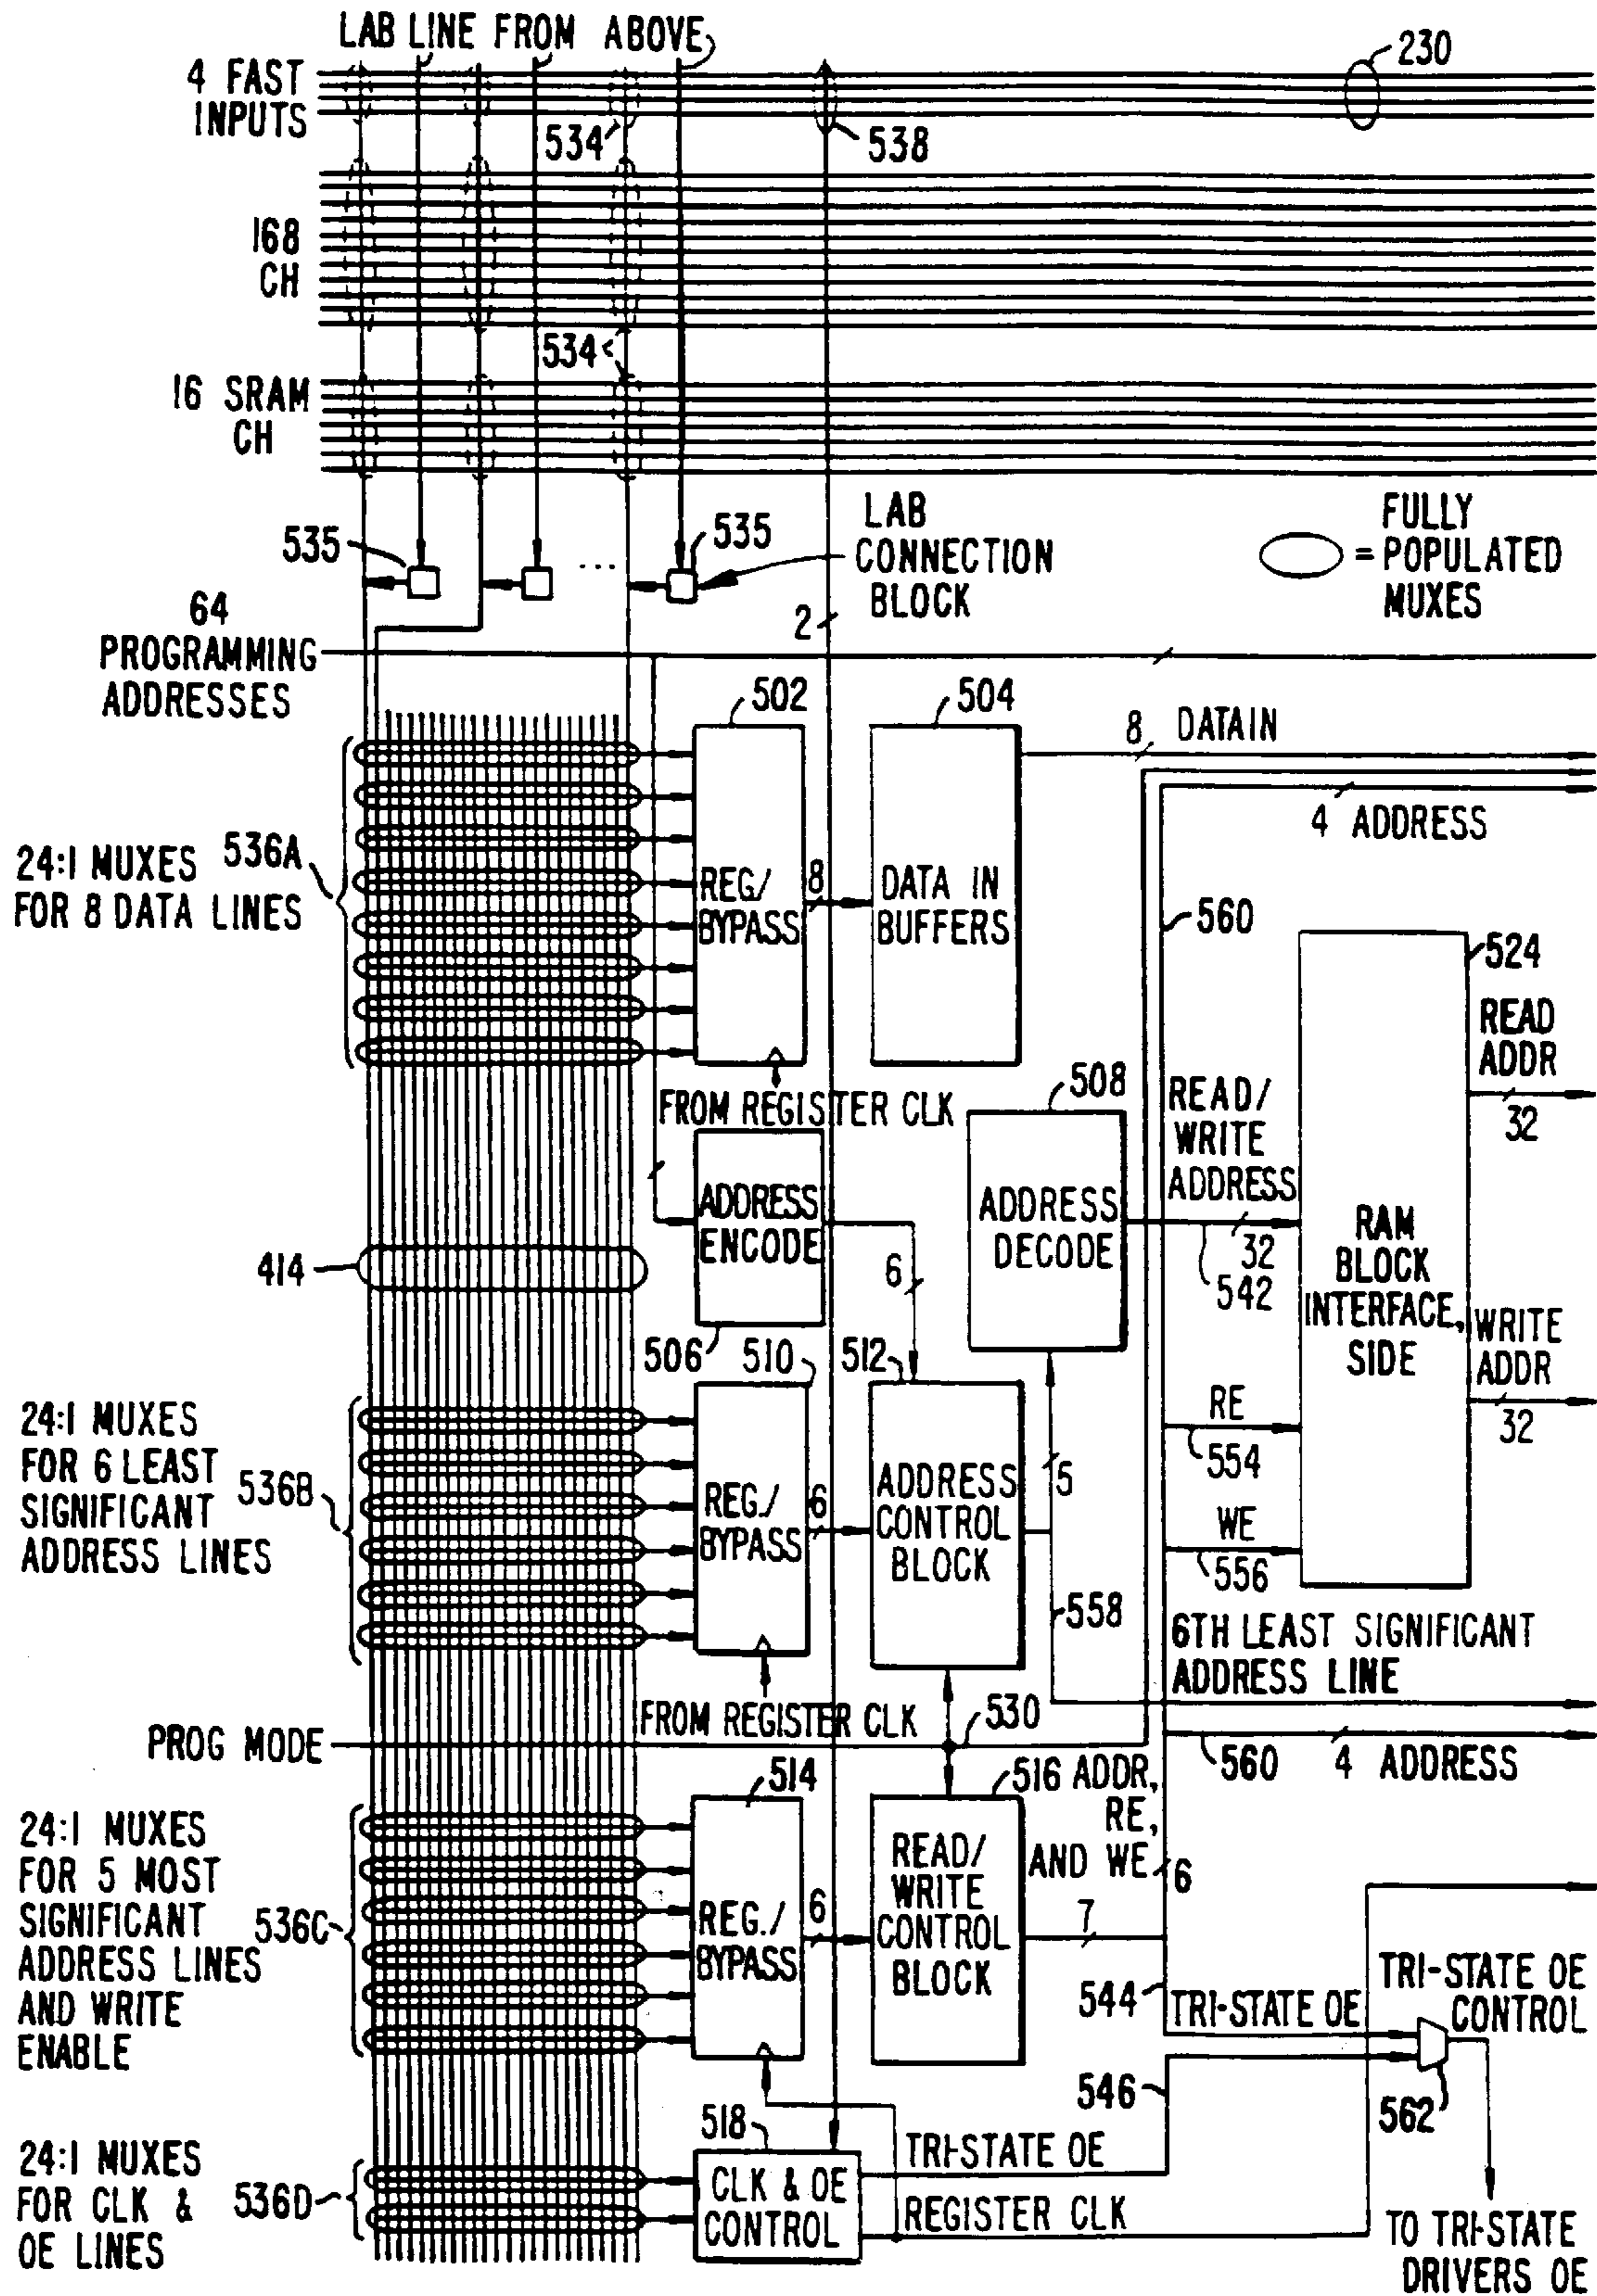 LAB LINE FROM ABOVE
4 FAST
INPUTS
230
534
538
168
CH
534
16 SRAM
CH
535
535
LAB
CONNECTION
BLOCK
FULLY
= POPULATED
MUXES
...
64
PROGRAMMING
ADDRESSES
2
502
504
8 DATAIN
4 ADDRESS
24:1 MUXES
FOR 8 DATA LINES
536A
REG/
BYPASS
8
DATA IN
BUFFERS
560
524
READ
ADDR
32
FROM REGISTER CLK
508
READ/
WRITE
ADDRESS
32
542
ADDRESS
ENCODE
6
ADDRESS
DECODE
RAM
BLOCK
INTERFACE,
SIDE
414
506
510
512
WRITE
ADDR
32
RE
554
WE
556
24:1 MUXES
FOR 6 LEAST
SIGNIFICANT
ADDRESS LINES
536B
REG./
BYPASS
6
ADDRESS
CONTROL
BLOCK
5
558
6TH LEAST SIGNIFICANT
ADDRESS LINE
FROM REGISTER CLK
530
PROG MODE
560
4 ADDRESS
514
516
ADDR,
RE,
AND WE
6
24:1 MUXES
FOR 5 MOST
SIGNIFICANT
ADDRESS LINES
AND WRITE
ENABLE
536C
REG./
BYPASS
6
READ/
WRITE
CONTROL
BLOCK
7
544
TRI-STATE OE
TRI-STATE OE
CONTROL
546
562
518
24:1 MUXES
FOR CLK &
OE LINES
536D
CLK & OE
CONTROL
TRI-STATE OE
REGISTER CLK
TO TRI-STATE
DRIVERS OE